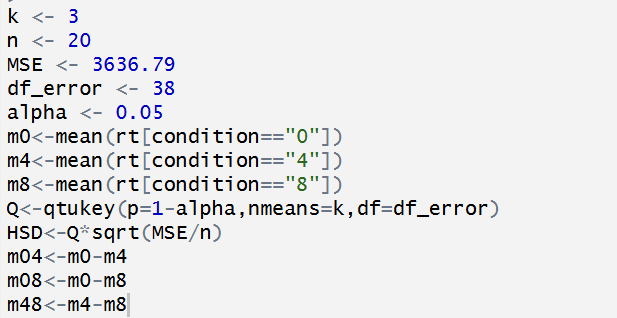 k <- 3
n <- 20
MSE <- 3636.79
df_error <- 38
alpha <- 0.05
m0<-mean(rt[condition=="0"])
m4<-mean(rt[condition=="4"])
m8<-mean(rt[condition=="8"])
Q<-qtukey(p=1-alpha,nmeans=k,df=df_error)
HSD<-Q*sqrt(MSE/n)
m04<-m0-m4
m08<-m0-m8
m48<-m4-m8